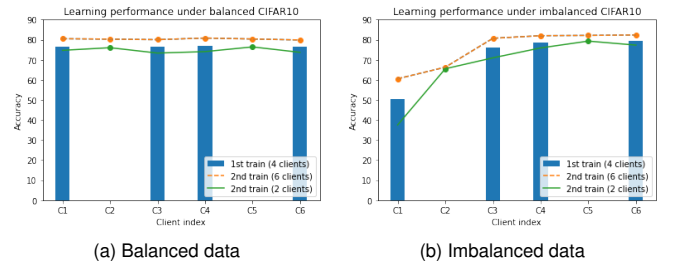 Learning performance under balanced CIFAR10
90
80
70
60
50
40
30
20
10
0
Accuracy
1st train (4 clients)
2nd train (6 clients)
2nd train (2 clients)
C1 C2 C3 C4 C5 C6
Client index
(a) Balanced data
Learning performance under imbalanced CIFAR10
90
80
70
60
50
40
30
20
10
0
Accuracy
1st train (4 clients)
2nd train (6 clients)
2nd train (2 clients)
C1 C2 C3 C4 C5 C6
Client index
(b) Imbalanced data